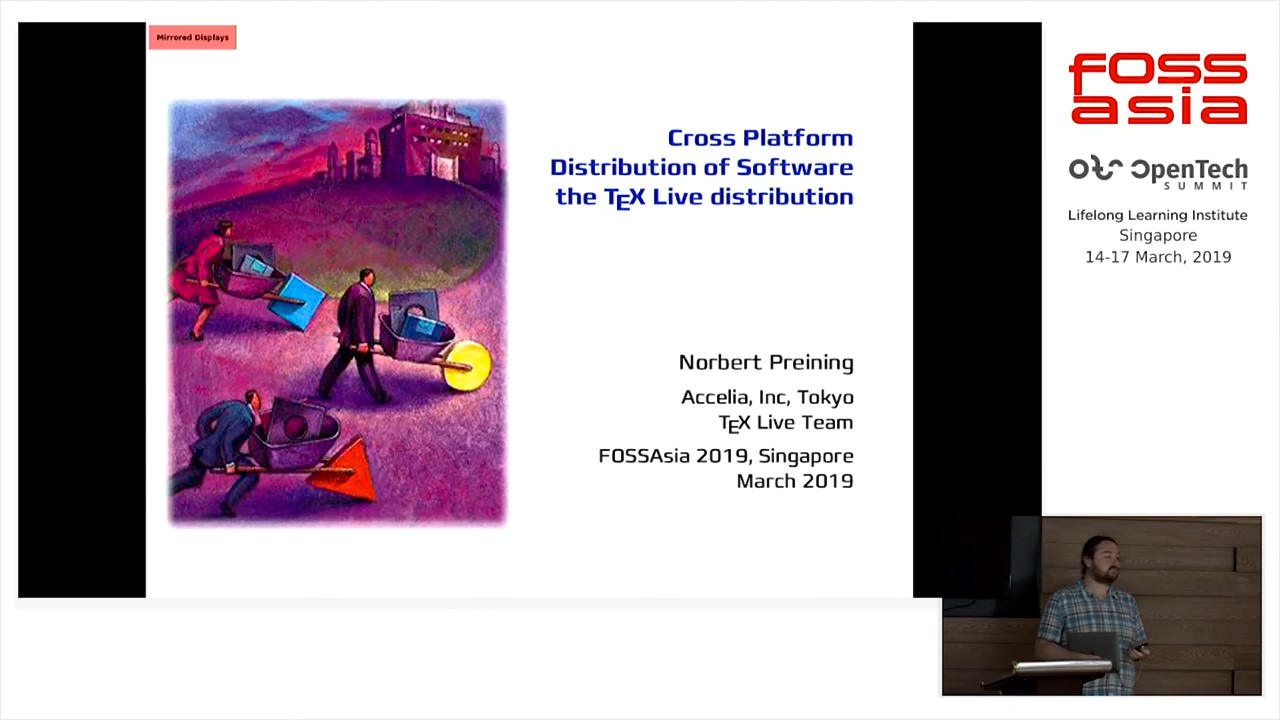 Mirrored Displays
Cross Platform
Distribution of Software
the TEX Live distribution
Norbert Preining
Accelia, Inc, Tokyo
TEX Live Team
FOSSAsia 2019, Singapore
March 2019
fOSS
asia
OpenTech
SUMMIT
Lifelong Learning Institute
Singapore
14-17 March, 2019